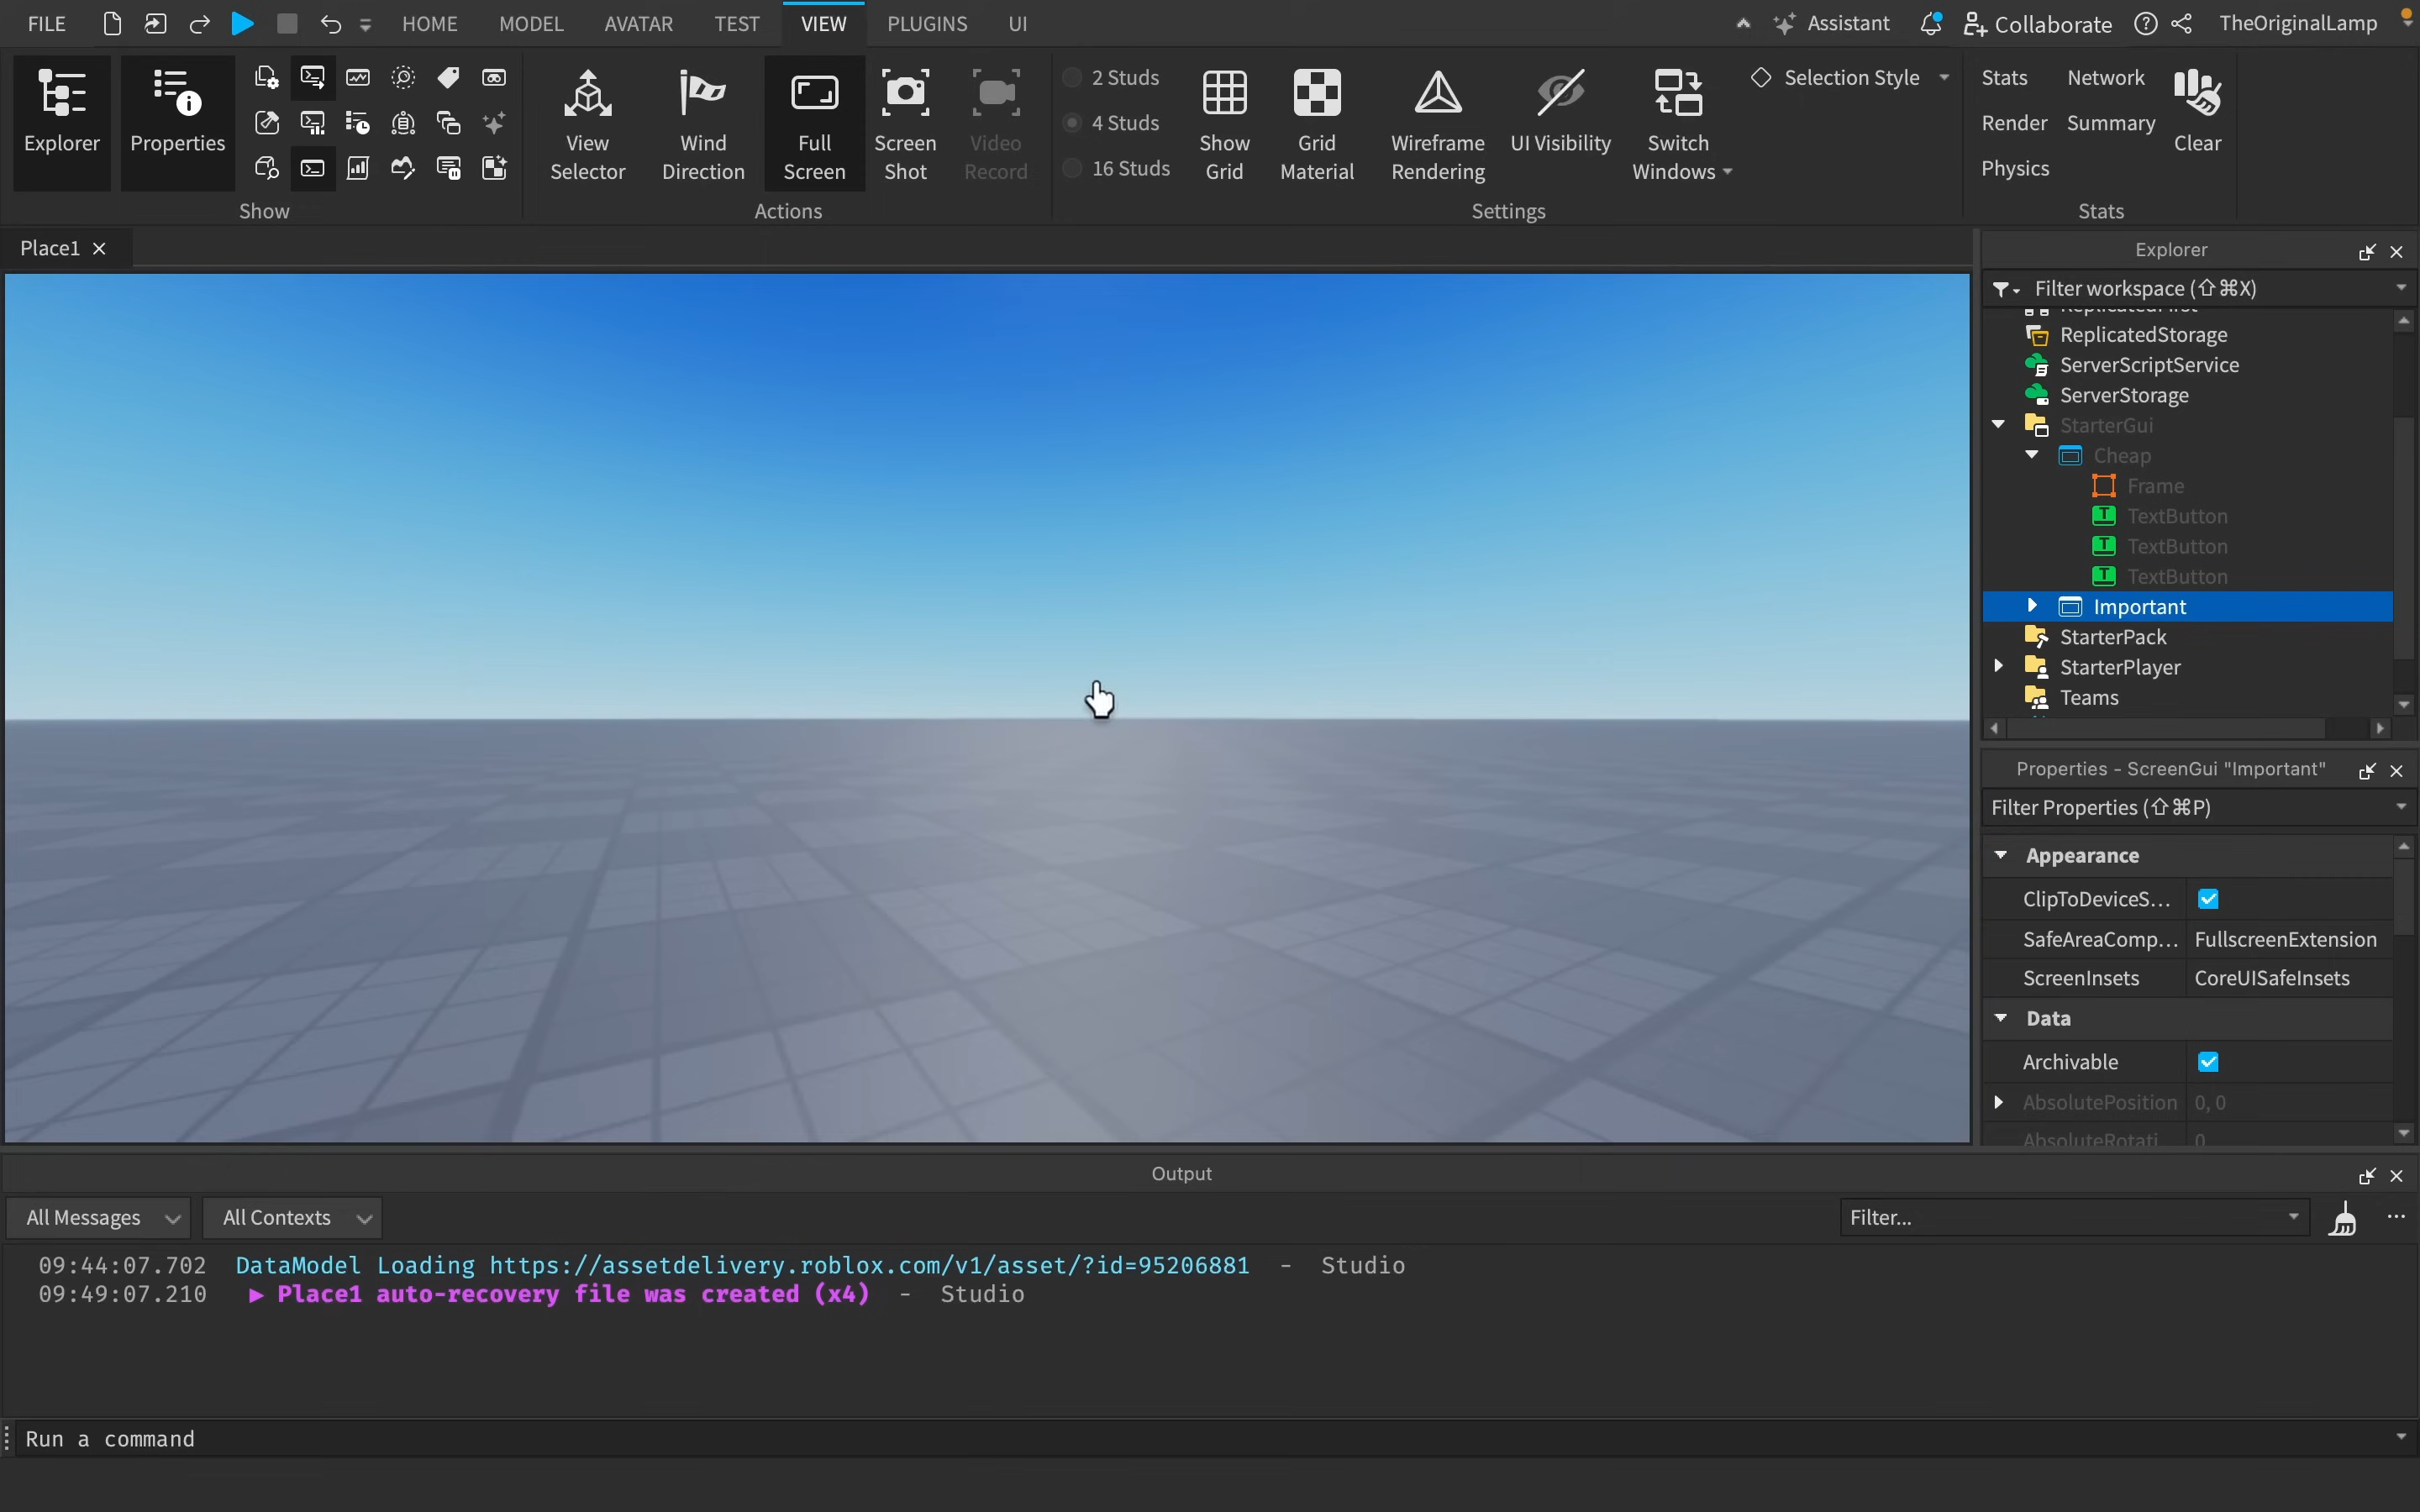 FILE HOME MODEL AVATAR TEST VIEW PLUGINS UI Assistant Collaborate TheOriginalLamp
Explorer
Properties
Show
View Selector
Wind Direction
Full Screen
Screen Shot
Video Record
Actions
2 Studs
4 Studs
16 Studs
Show Grid
Grid Material
Wireframe Rendering
UI Visibility
Switch Windows
Selection Style
Settings
Stats Network
Render Summary
Physics
Clear
Stats
Place1
Explorer
Filter workspace (⇧⌘X)
ReplicatedFirst
ReplicatedStorage
ServerScriptService
ServerStorage
StarterGui
Cheap
Frame
TextButton
TextButton
TextButton
Important
StarterPack
StarterPlayer
Teams
Properties - ScreenGui "Important"
Filter Properties (⇧⌘P)
Appearance
ClipToDeviceS...
SafeAreaComp... FullscreenExtension
ScreenInsets CoreUISafeInsets
Data
Archivable
AbsolutePosition 0, 0
AbsoluteRotati 0
Output
All Messages All Contexts Filter...
09:44:07.702 DataModel Loading https://assetdelivery.roblox.com/v1/asset/?id=95206881 - Studio
09:49:07.210 ▶ Place1 auto-recovery file was created (x4) - Studio
Run a command